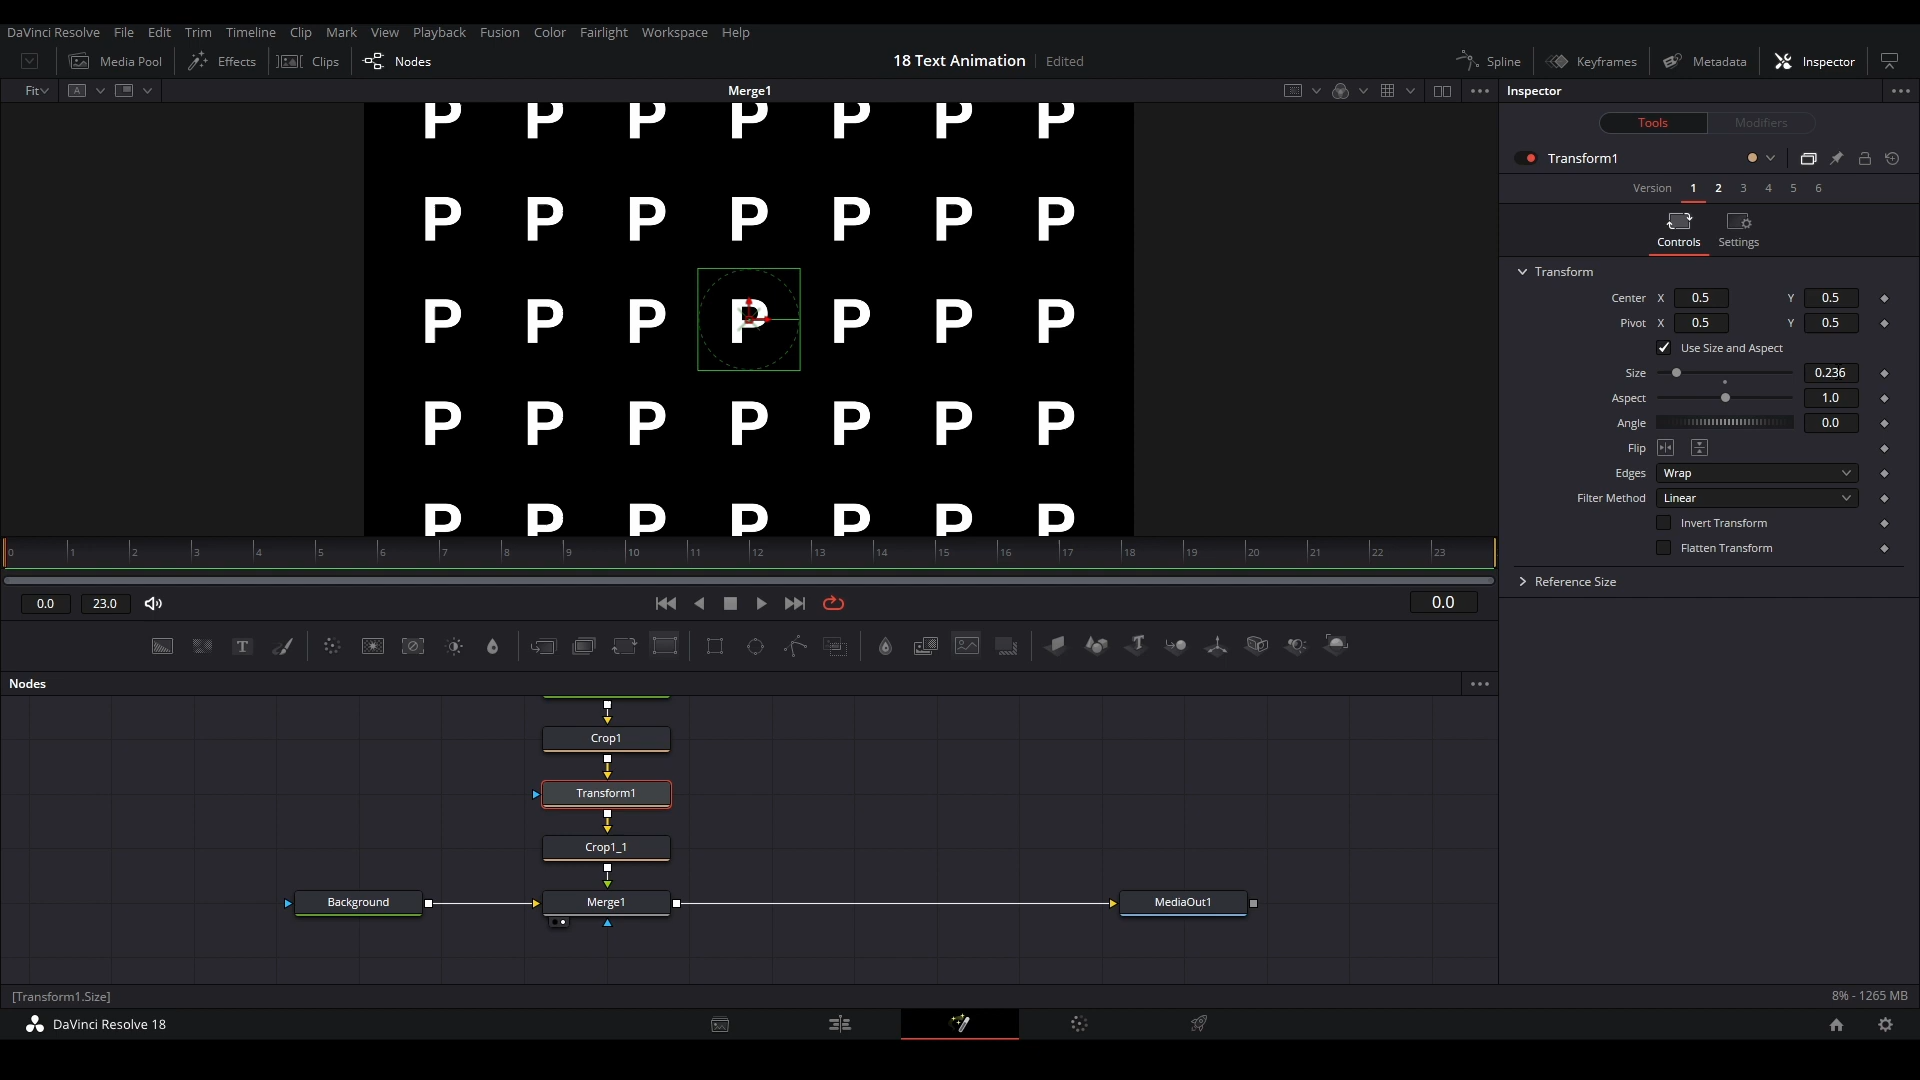 DaVinci Resolve File Edit Trim Timeline Clip Mark View Playback Fusion Color Fairlight Workspace Help
Media Pool Effects Clips Nodes 18 Text Animation Edited Spline Keyframes Metadata Inspector
Fit A Merge1 Inspector
P P P P P P P
P P P P P P P
P P P P P P P
P P P P P P P
P P P P P P P
Tools Modifiers
Transform1
Version 1 2 3 4 5 6
Controls Settings
Transform
Center X 0.5 Y 0.5
Pivot X 0.5 Y 0.5
Use Size and Aspect
Size 0.236
Aspect 1.0
Angle 0.0
Flip
Edges Wrap
Filter Method Linear
Invert Transform
Flatten Transform
Reference Size
0 1 2 3 4 5 6 7 8 9 10 11 12 13 14 15 16 17 18 19 20 21 22 23
0.0 23.0 0.0
T T
Nodes
Crop1
Transform1
Crop1_1
Background Merge1 MediaOut1
[Transform1.Size] 8% - 1265 MB
DaVinci Resolve 18